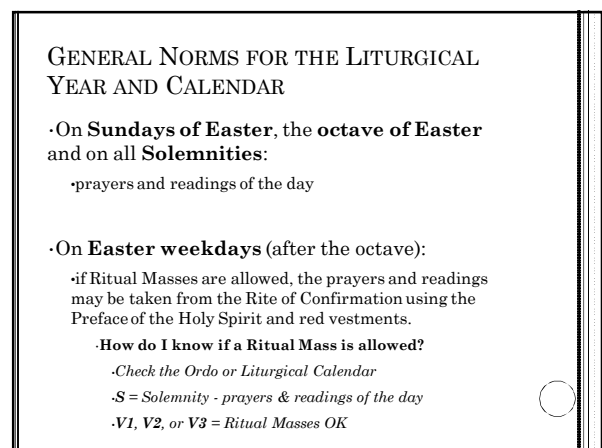 GENERAL NORMS FOR THE LITURGICAL
YEAR AND CALENDAR
·On Sundays of Easter, the octave of Easter
and on all Solemnities:
•prayers and readings of the day
·On Easter weekdays (after the octave):
•if Ritual Masses are allowed, the prayers and readings
may be taken from the Rite of Confirmation using the
Preface of the Holy Spirit and red vestments.
·How do I know if a Ritual Mass is allowed?
·Check the Ordo or Liturgical Calendar
·S = Solemnity - prayers & readings of the day
·V1, V2, or V3 = Ritual Masses OK